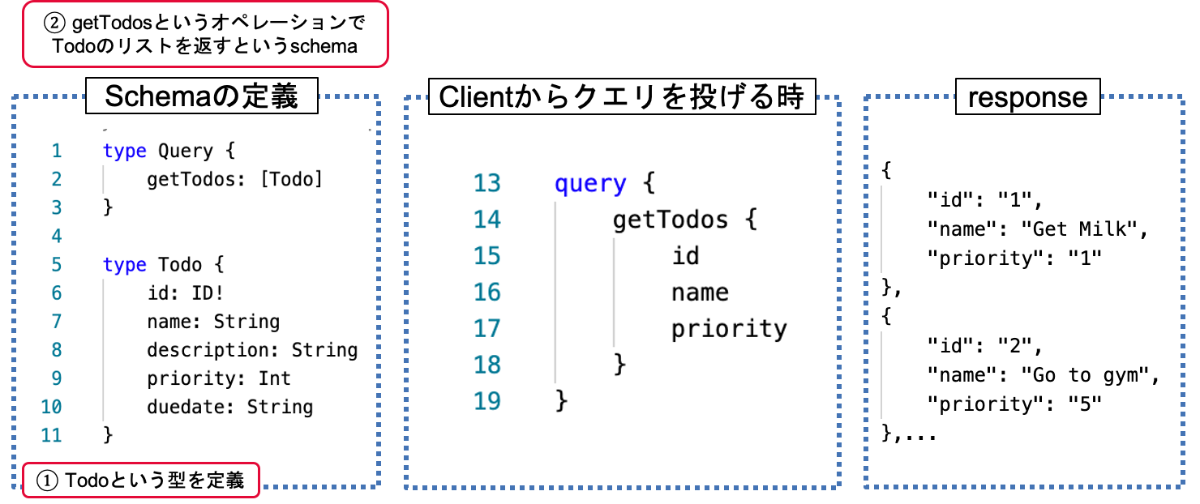 ② getTodosというオペレーションで
Todoのリストを返すというschema
Schemaの定義
1 type Query {
2 getTodos: [Todo]
3 }
4
5 type Todo {
6 id: ID!
7 name: String
8 description: String
9 priority: Int
10 duedate: String
11 }
① Todoという型を定義
Clientからクエリを投げる時
13 query {
14 getTodos {
15 id
16 name
17 priority
18 }
19 }
response
{
"id": "1",
"name": "Get Milk",
"priority": "1"
},
{
"id": "2",
"name": "Go to gym",
"priority": "5"
},...